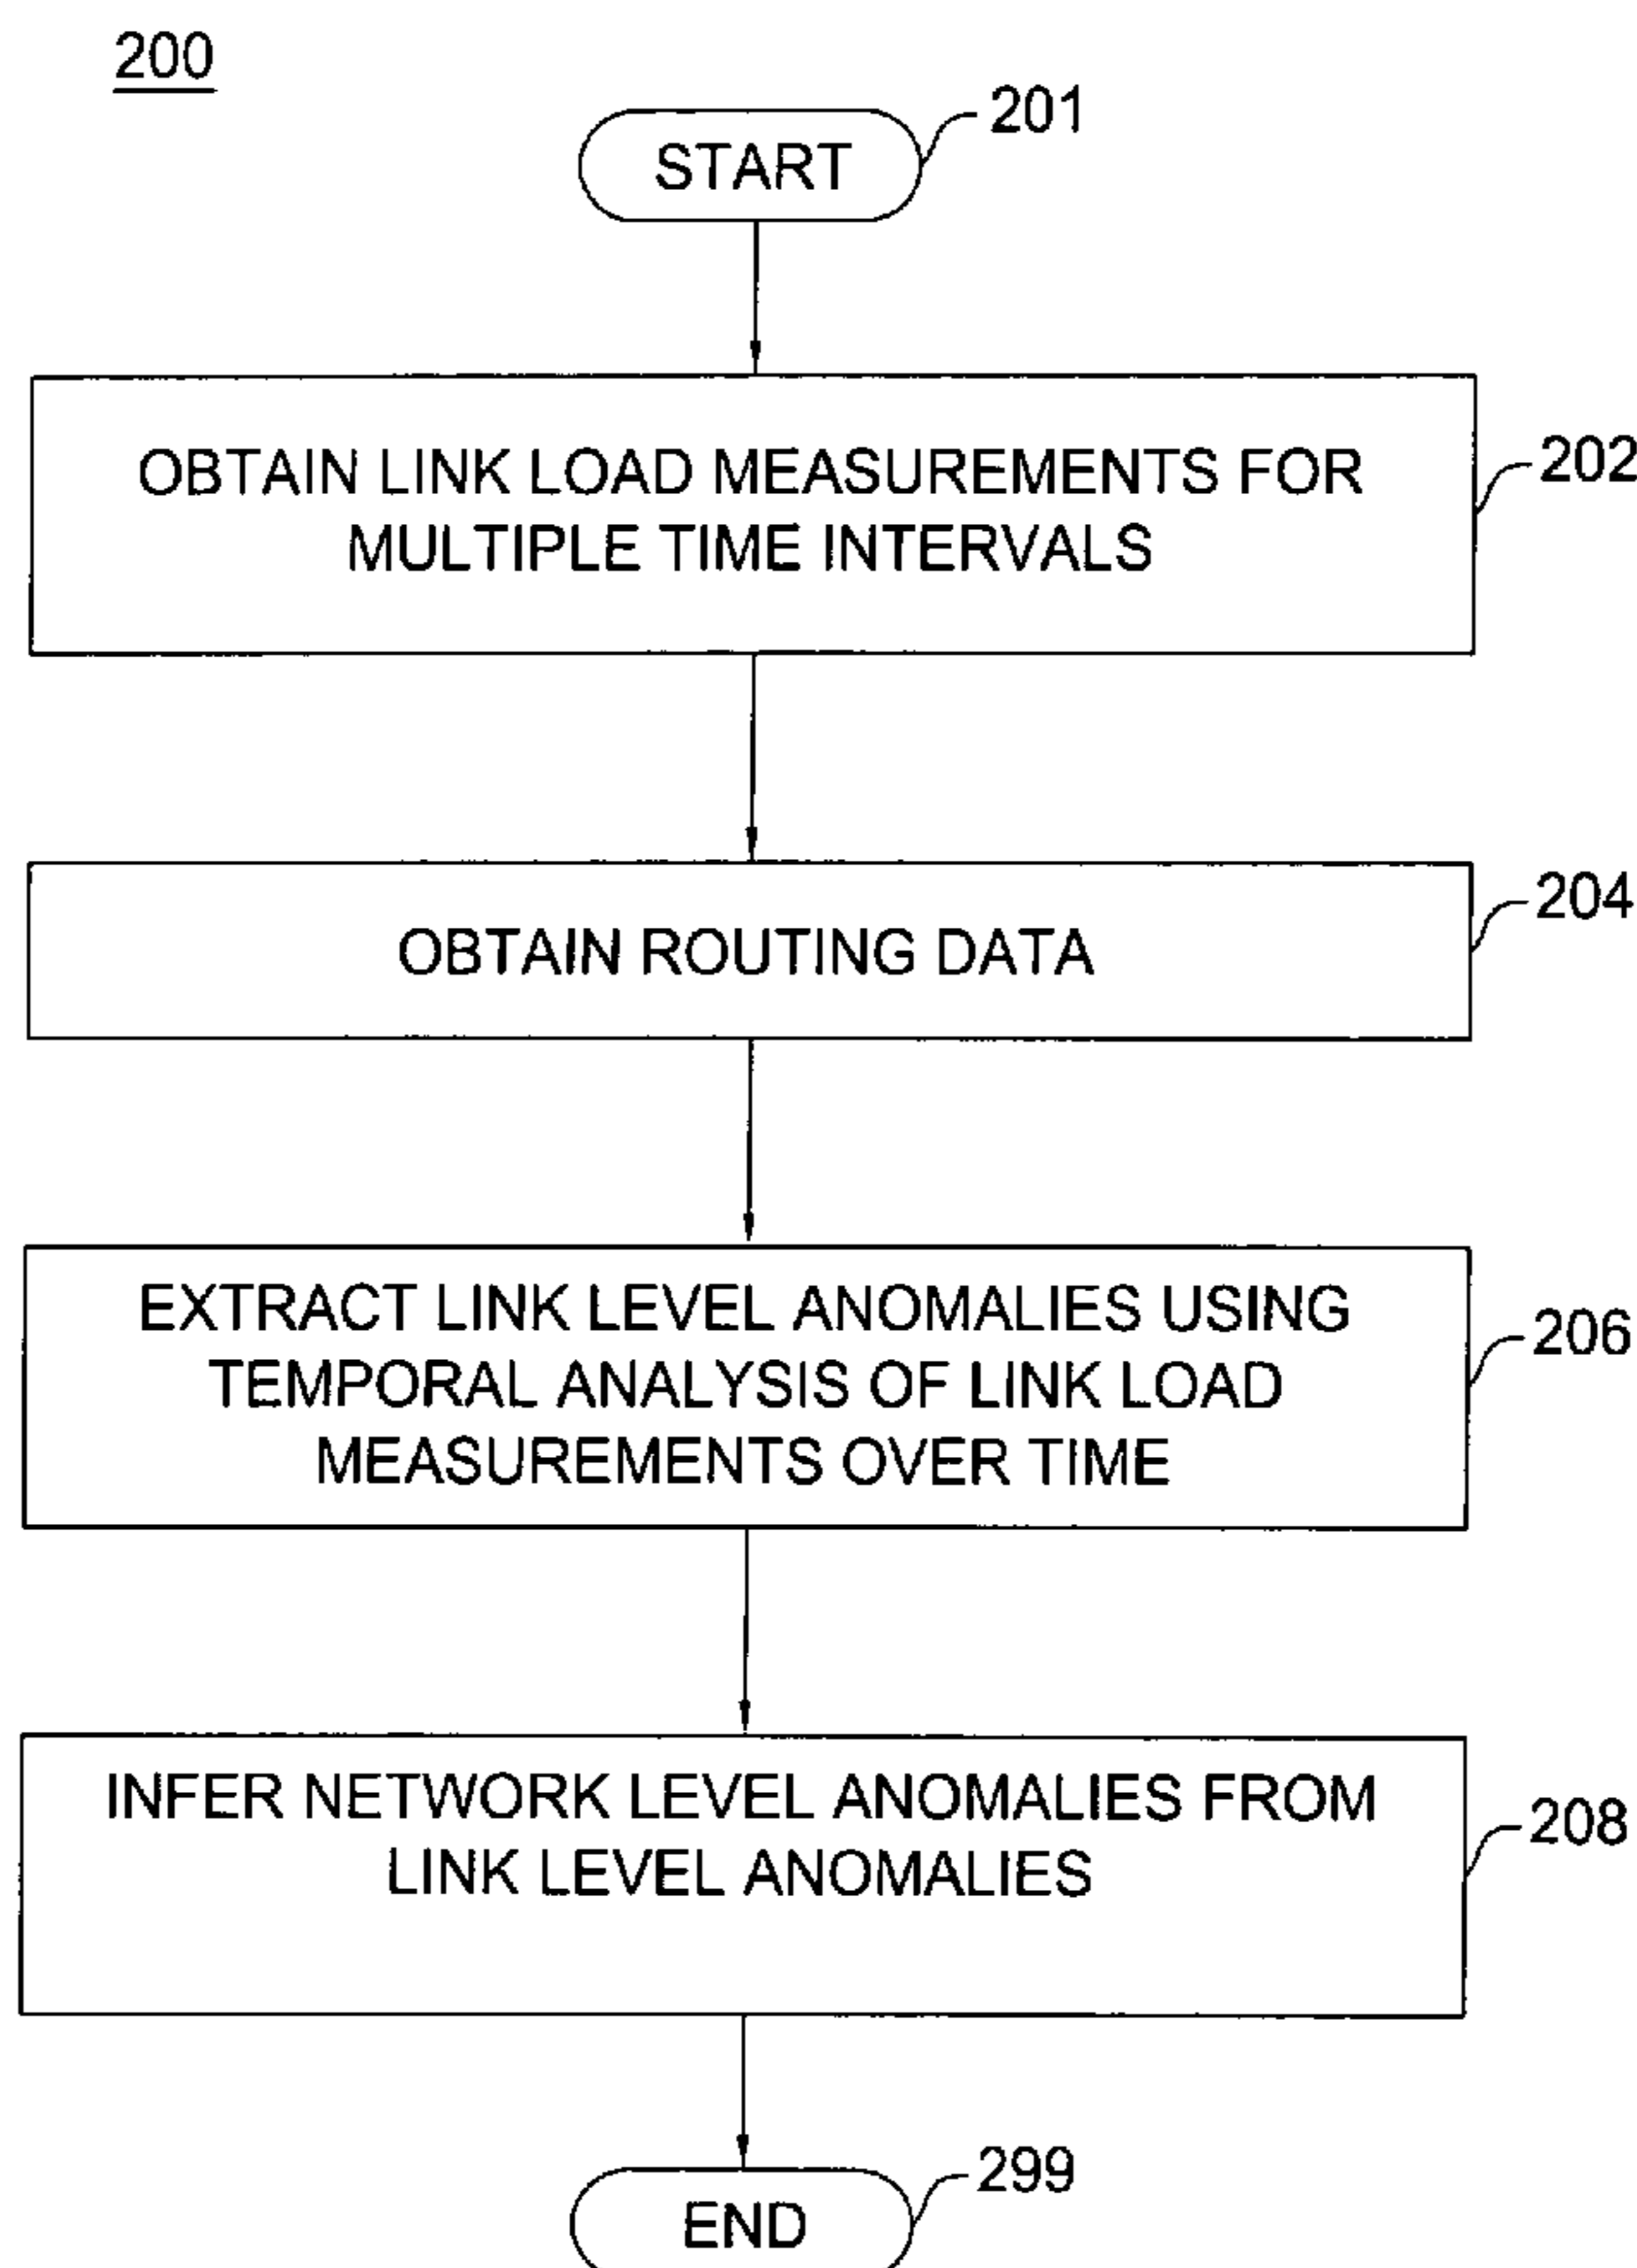 200
START
201
OBTAIN LINK LOAD MEASUREMENTS FOR
MULTIPLE TIME INTERVALS
202
OBTAIN ROUTING DATA
204
EXTRACT LINK LEVEL ANOMALIES USING
TEMPORAL ANALYSIS OF LINK LOAD
MEASUREMENTS OVER TIME
206
INFER NETWORK LEVEL ANOMALIES FROM
LINK LEVEL ANOMALIES
208
END
299